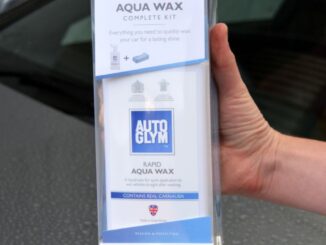 AQUA WAX
COMPLETE KIT
Everything you need to quickly wax
your car for a lasting shine
+
AUTO
GLYM
RAPID
AQUA WAX
CONTAINS REAL CARNAUBA